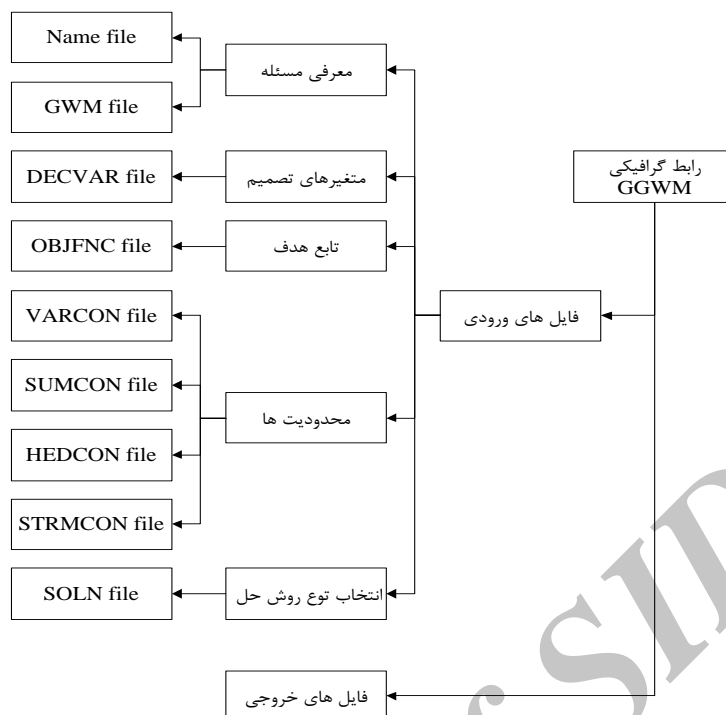 رابط گرافیکی
GGWM
فایل های ورودی
معرفی مسئله
Name file
GWM file
متغیرهای تصمیم
DECVAR file
تابع هدف
OBJFNC file
محدودیت ها
VARCON file
SUMCON file
HEDCON file
STRMCON file
انتخاب توع روش حل
SOLN file
فایل های خروجی